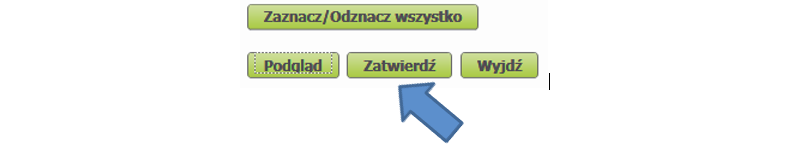 Zaznacz/Odznacz wszystko
Podgląd Zatwierdź Wyjdź